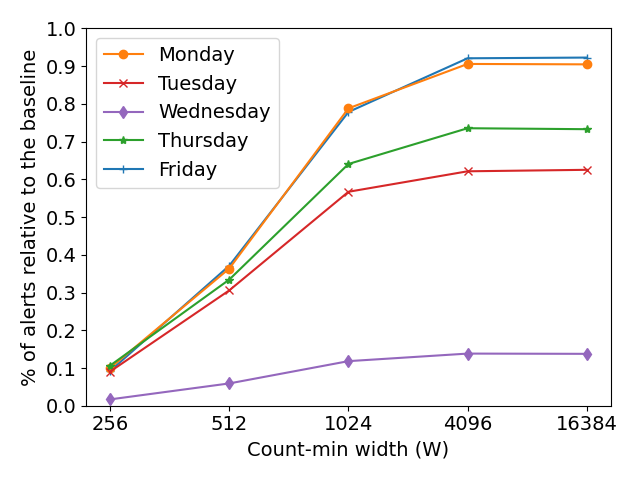 % of alerts relative to the baseline
1.0
0.9
0.8
0.7
0.6
0.5
0.4
0.3
0.2
0.1
0.0
Monday
Tuesday
Wednesday
Thursday
Friday
256 512 1024 4096 16384
Count-min width (W)